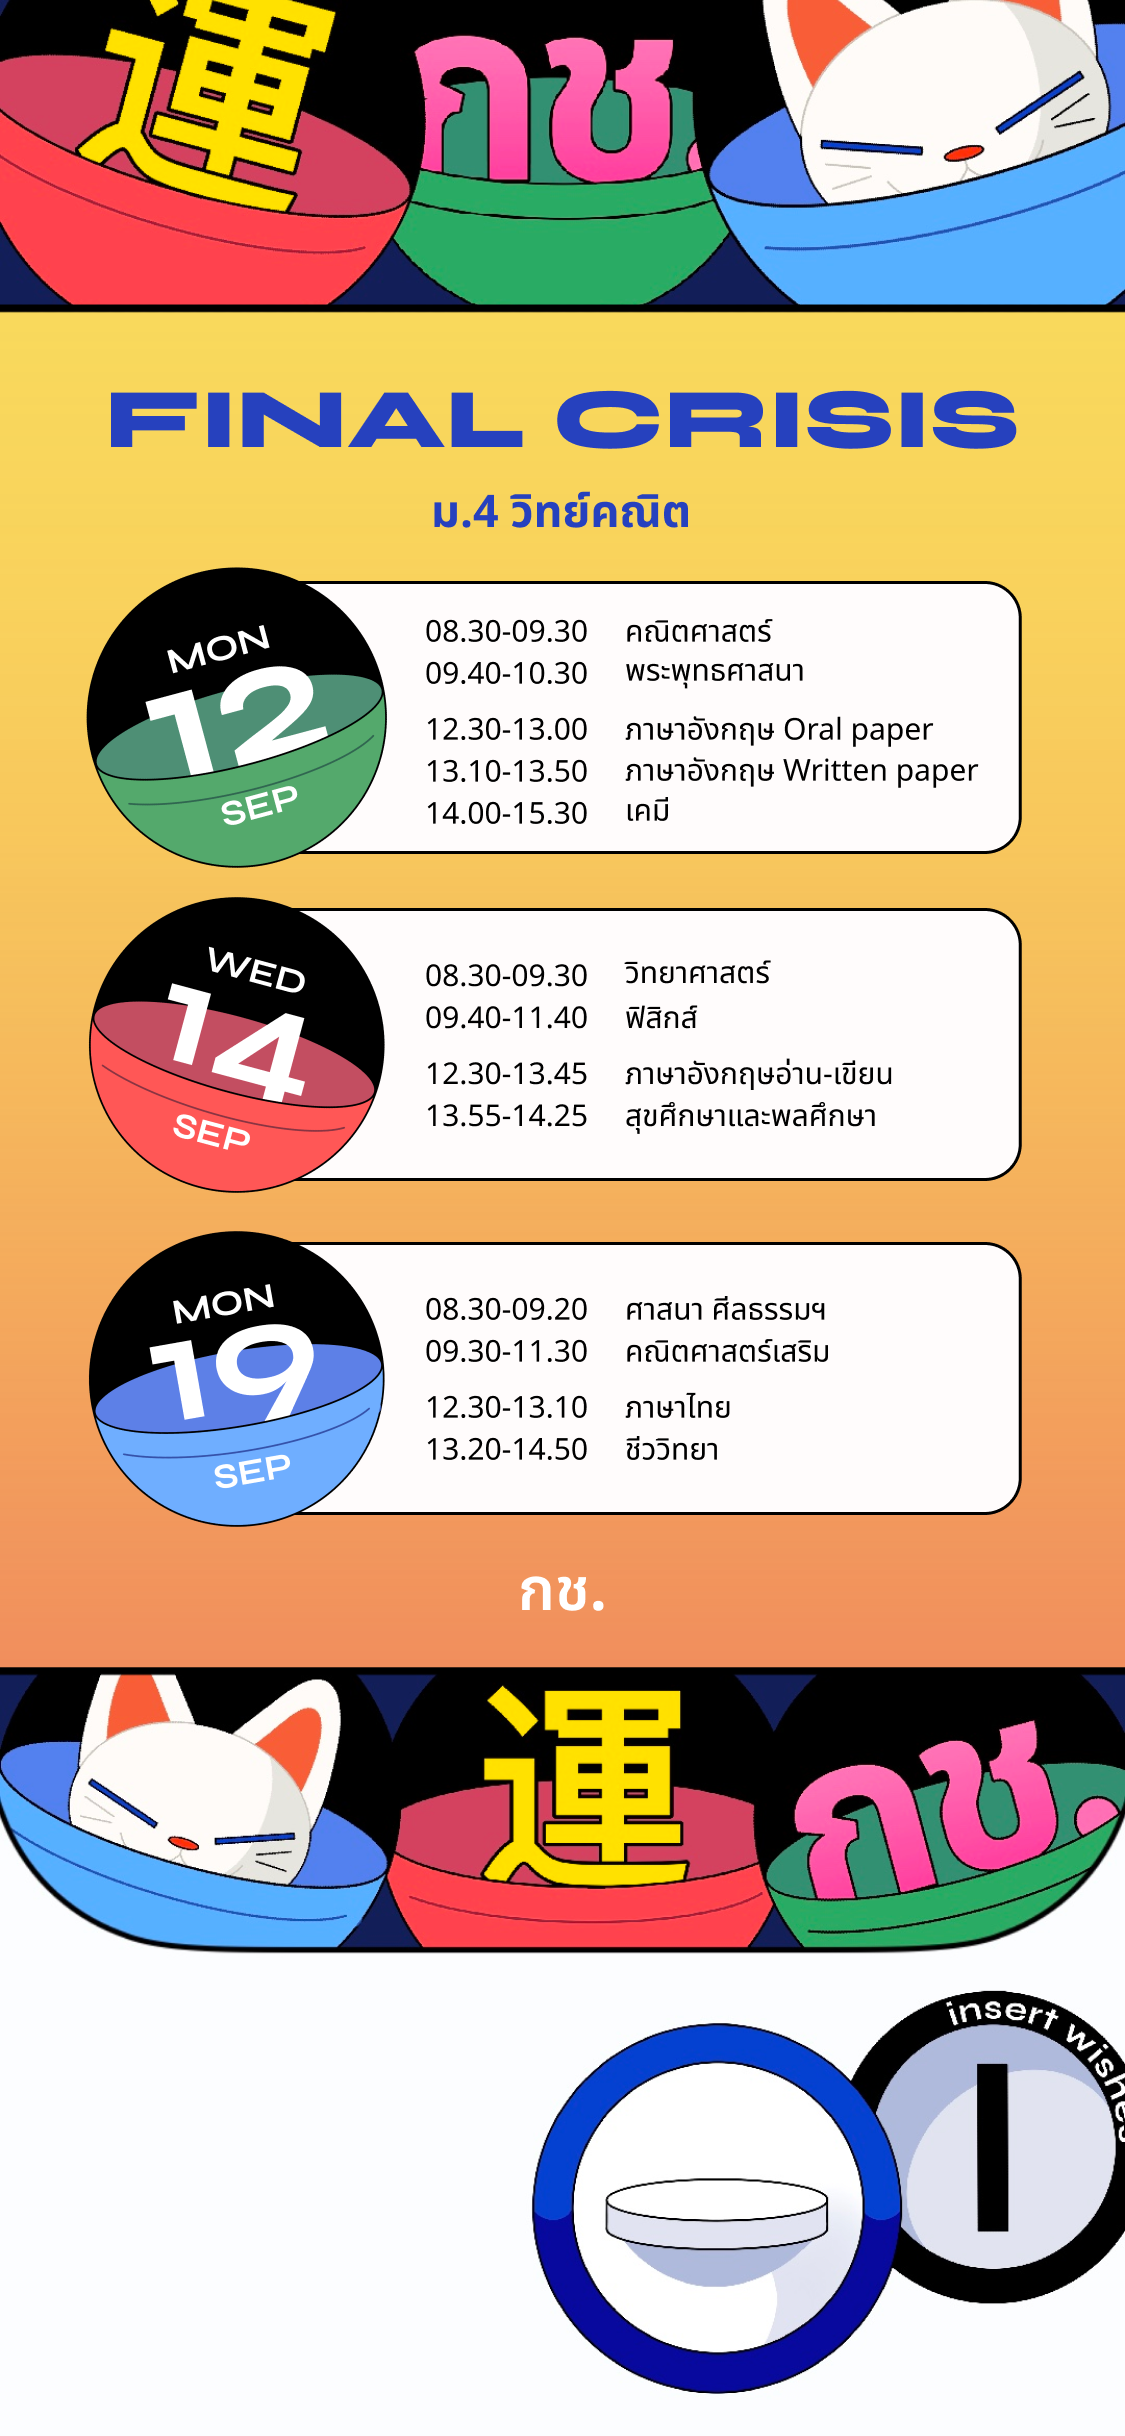 運
กช.
FINAL CRISIS
ม.4 วิทย์คณิต
MON
12
SEP
08.30-09.30 คณิตศาสตร์
09.40-10.30 พระพุทธศาสนา
12.30-13.00 ภาษาอังกฤษ Oral paper
13.10-13.50 ภาษาอังกฤษ Written paper
14.00-15.30 เคมี
WED
14
SEP
08.30-09.30 วิทยาศาสตร์
09.40-11.40 ฟิสิกส์
12.30-13.45 ภาษาอังกฤษอ่าน-เขียน
13.55-14.25 สุขศึกษาและพลศึกษา
MON
19
SEP
08.30-09.20 ศาสนา ศีลธรรมฯ
09.30-11.30 คณิตศาสตร์เสริม
12.30-13.10 ภาษาไทย
13.20-14.50 ชีววิทยา
กช.
運
กช.
insert wishes